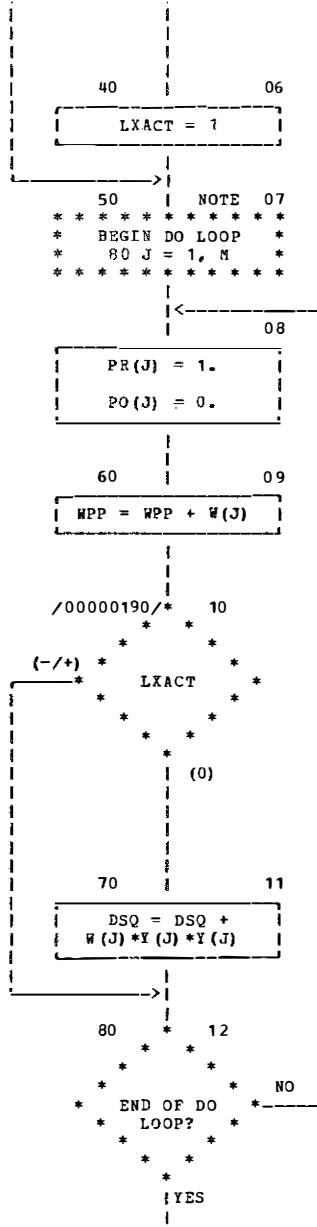 40 06
LXACT = 1
50 NOTE 07
BEGIN DO LOOP
80 J = 1, M
08
PR(J) = 1.
PO(J) = 0.
60 09
WPP = WPP + W(J)
/00000190/* 10
(-/+)
LXACT
(0)
70 11
DSQ = DSQ +
W(J)*Y(J)*Y(J)
80 12
NO
END OF DO
LOOP?
YES